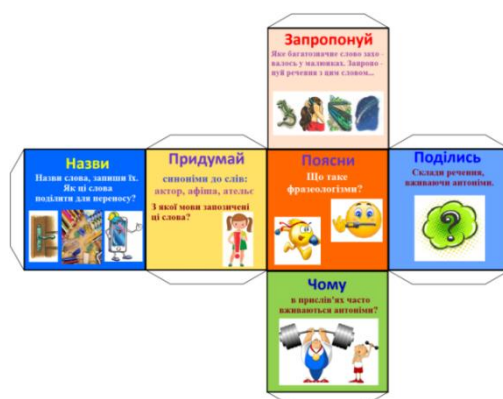 Запропонуй
Яке багатозначне слово захо -
валось у малюнках. Запропо -
нуй речення з цим словом...
Назви
Назви слова, запиши їх.
Як ці слова
поділити для переносу?
Придумай
синоніми до слів:
актор, афіша, ательє
З якої мови запозичені
ці слова?
Поясни
Що таке
фразеологізми?
Поділись
Склади речення,
вживаючи антоніми.
?
Чому
в прислів'ях часто
вживаються антоніми?